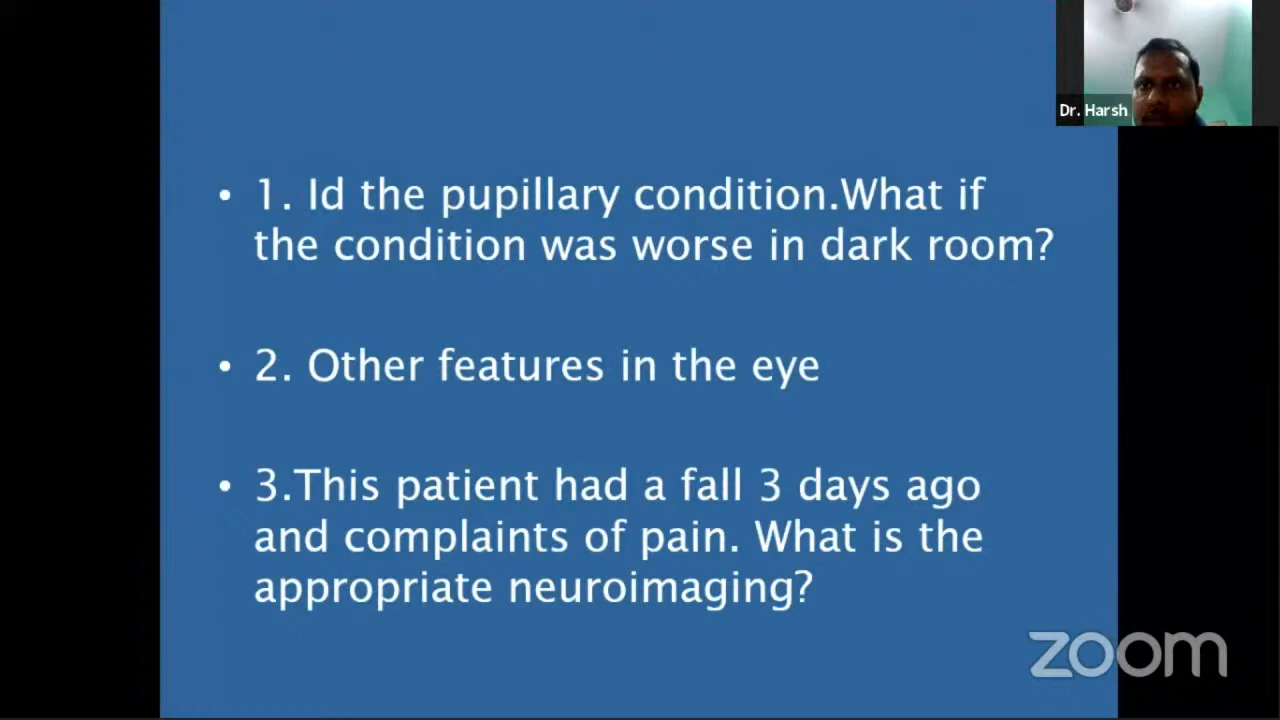 Dr. Harsh
• 1. Id the pupillary condition.What if
the condition was worse in dark room?
• 2. Other features in the eye
• 3.This patient had a fall 3 days ago
and complaints of pain. What is the
appropriate neuroimaging?
zoom